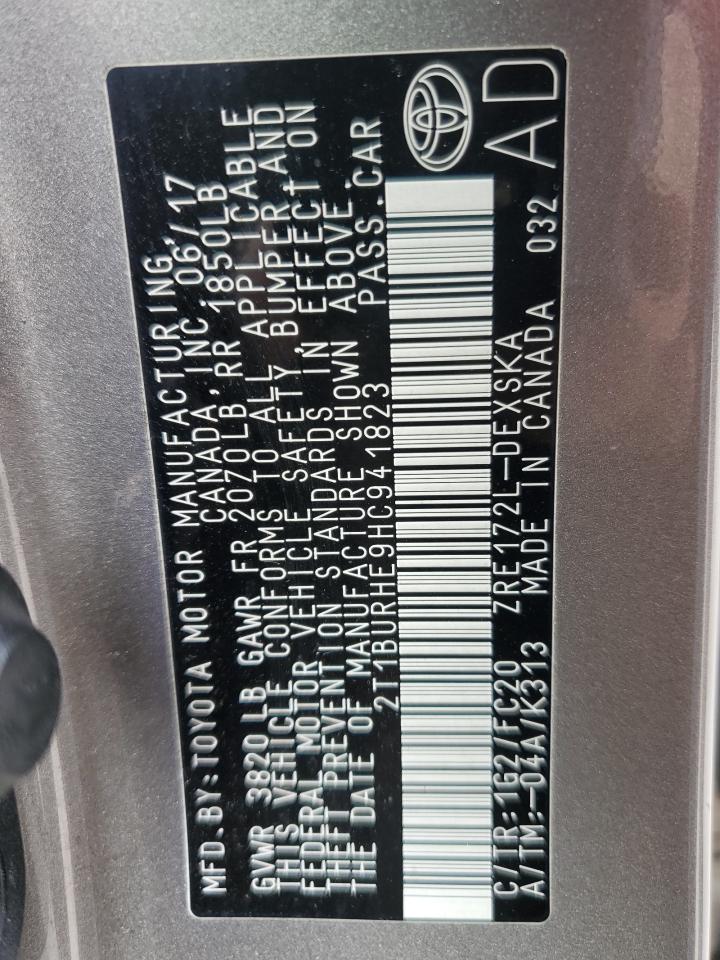 MFD.BY:TOYOTA MOTOR MANUFACTURING
CANADA, INC. 06/17
GVWR 3820 LB GAWR FR 2070LB, RR 1850LB
THIS VEHICLE CONFORMS TO ALL APPLICABLE
FEDERAL MOTOR VEHICLE SAFETY BUMPER, AND
THEFT PREVENTION STANDARDS IN EFFECT ON
THE DATE OF MANUFACTURE SHOWN ABOVE.
2T1BURHE9HC941823 PASS.CAR
C/TR:1G2/FC20 ZRE172L-DEXSKA 032
A/TM:-04A/K313 MADE IN CANADA AD